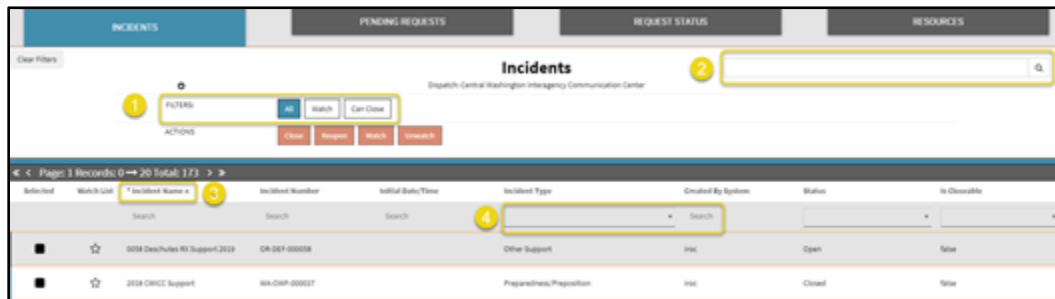 INCIDENTS PENDING REQUESTS REQUEST STATUS RESOURCES
Clear Filters
Incidents
2
Dispatch: Central Washington Interagency Communication Center
1 FILTERS: All Watch Can Close
ACTIONS Close Reopen Watch Unwatch
« < Page: 1 Records: 0 → 20 Total: 173 > »
Selected Watch List * Incident Name 3 Incident Number Initial Date/Time Incident Type Created By System Status Is Closeable
Search Search Search 4 Search
0058 Deschutes RX Support 2019 OR-DEF-000058 Other Support iroc Open false
2018 CWICC Support WA-OWF-000037 Preparedness/Preposition iroc Closed false